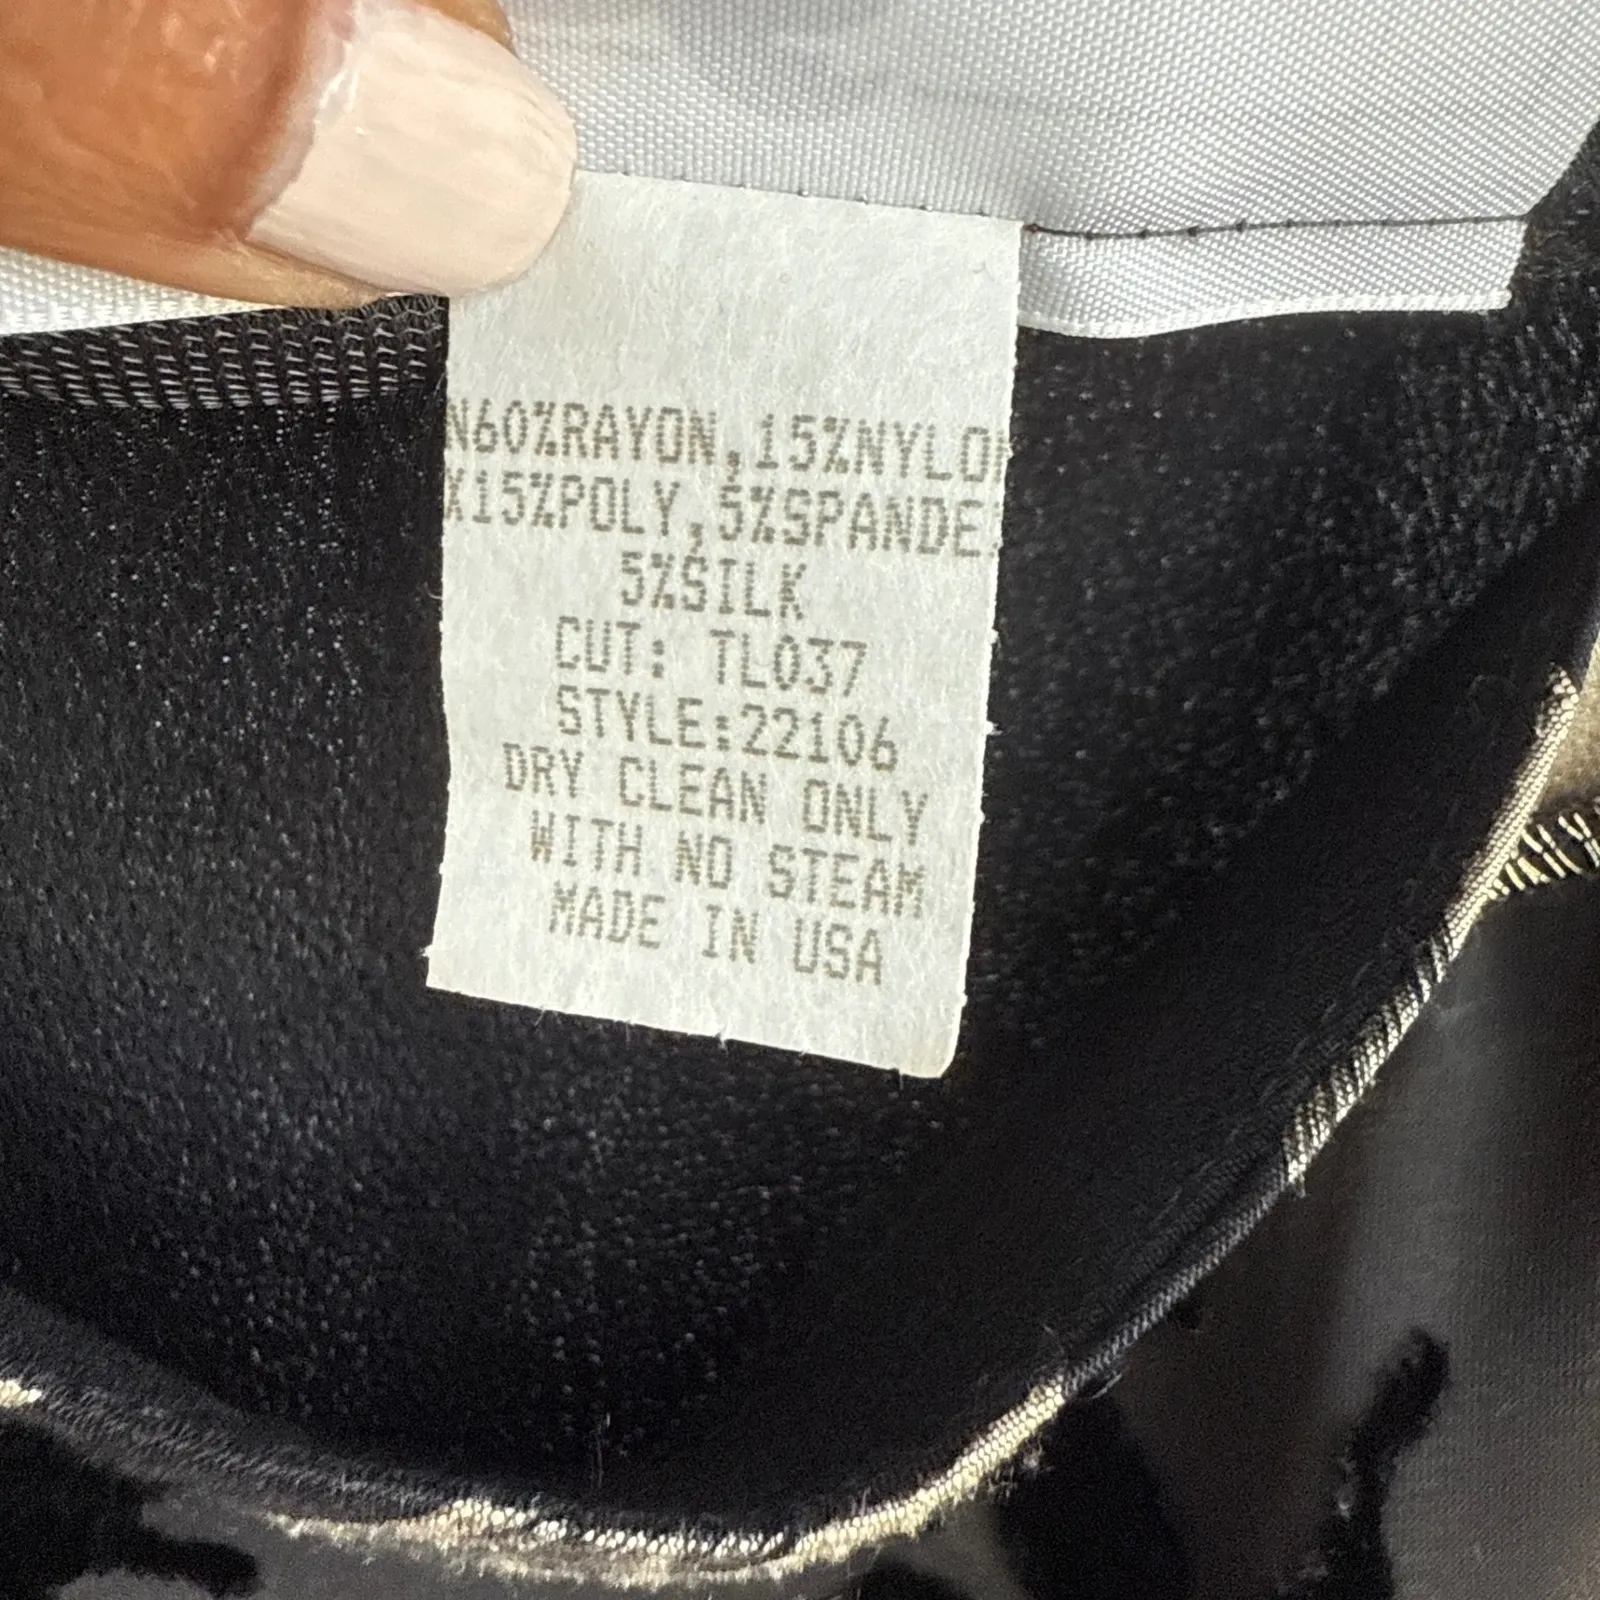 N60%RAYON,15%NYLON
X15%POLY,5%SPANDE
5%SILK
CUT: TL037
STYLE:22106
DRY CLEAN ONLY
WITH NO STEAM
MADE IN USA